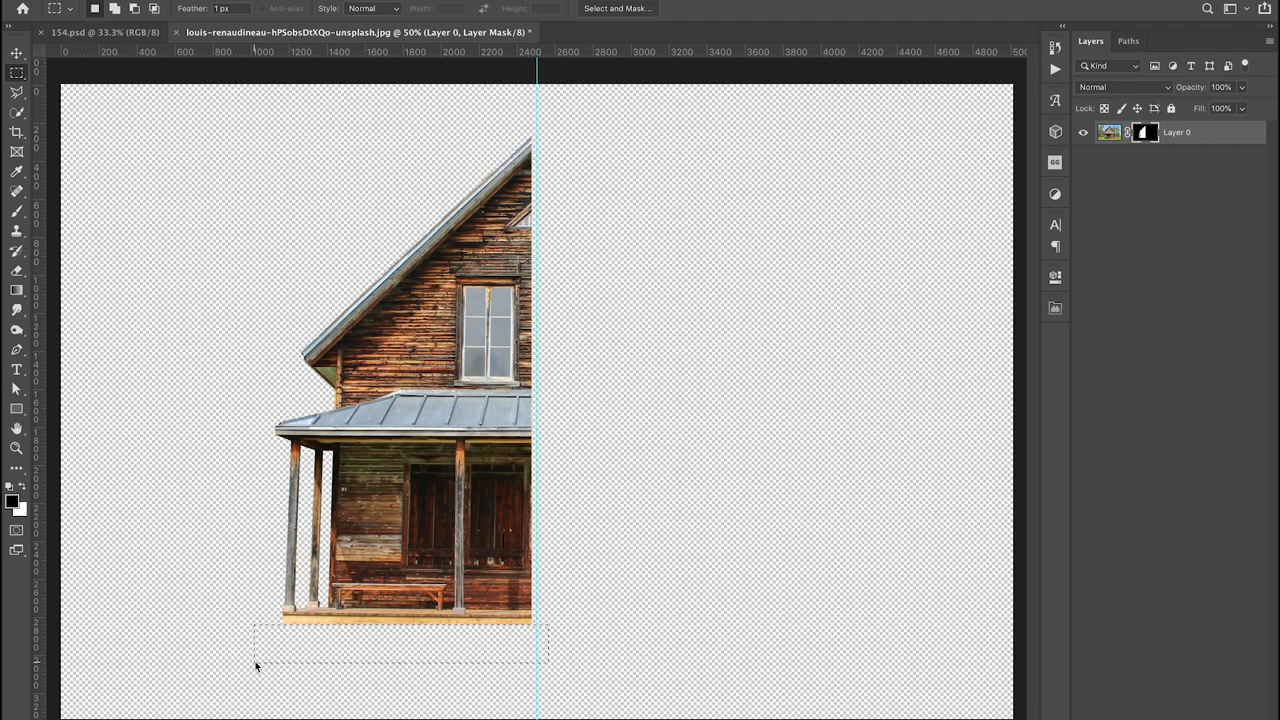 Feather: 1 px Anti-alias Style: Normal Width: Height: Select and Mask...
154.psd @ 33.3% (RGB/8) louis-renaudineau-hPSobsDtXQo-unsplash.jpg @ 50% (Layer 0, Layer Mask/8) *
0 200 400 600 800 1000 1200 1400 1600 1800 2000 2200 2400 2600 2800 3000 3200 3400 3600 3800 4000 4200 4400 4600 4800 500
Layers Paths
Kind
Normal Opacity: 100%
Lock: Fill: 100%
Layer 0
GG